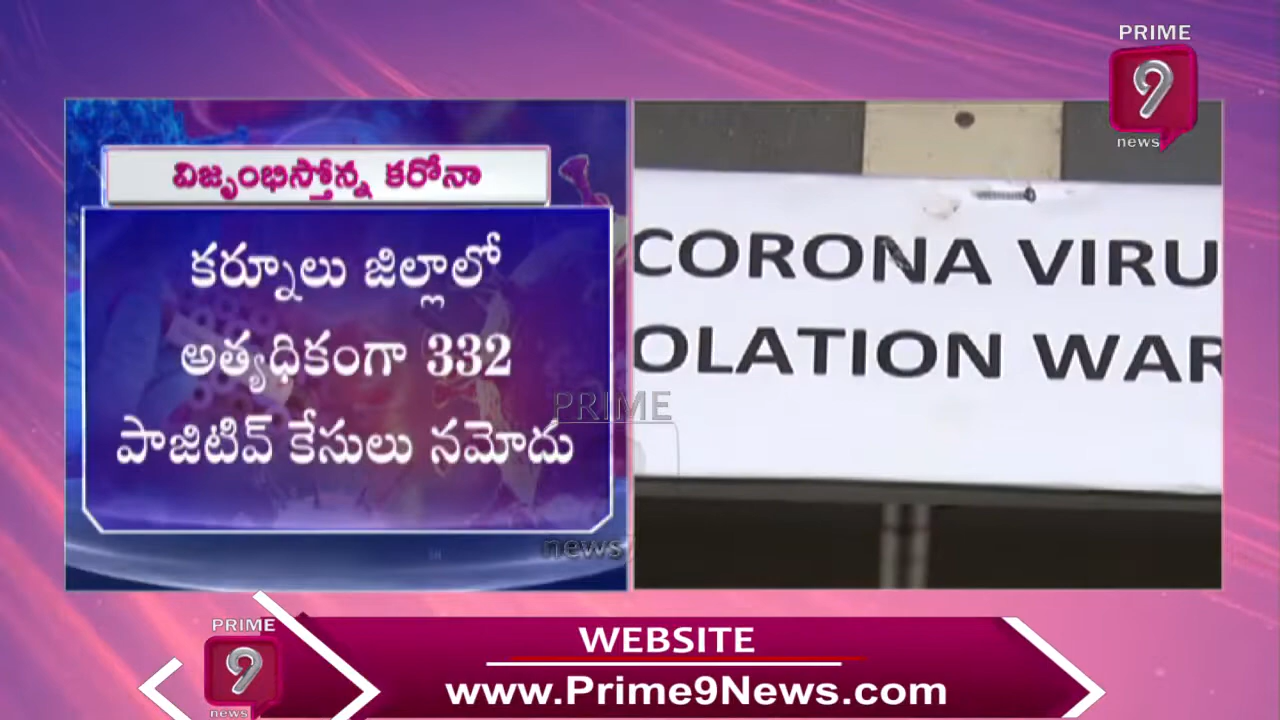 PRIME
9
news
విజృంభిస్తోన్న కరోనా
కర్నూలు జిల్లాలో
అత్యధికంగా 332
పాజిటివ్ కేసులు నమోదు
CORONA VIRU
OLATION WAR
PRIME
news
PRIME
9
news
WEBSITE
www.Prime9News.com